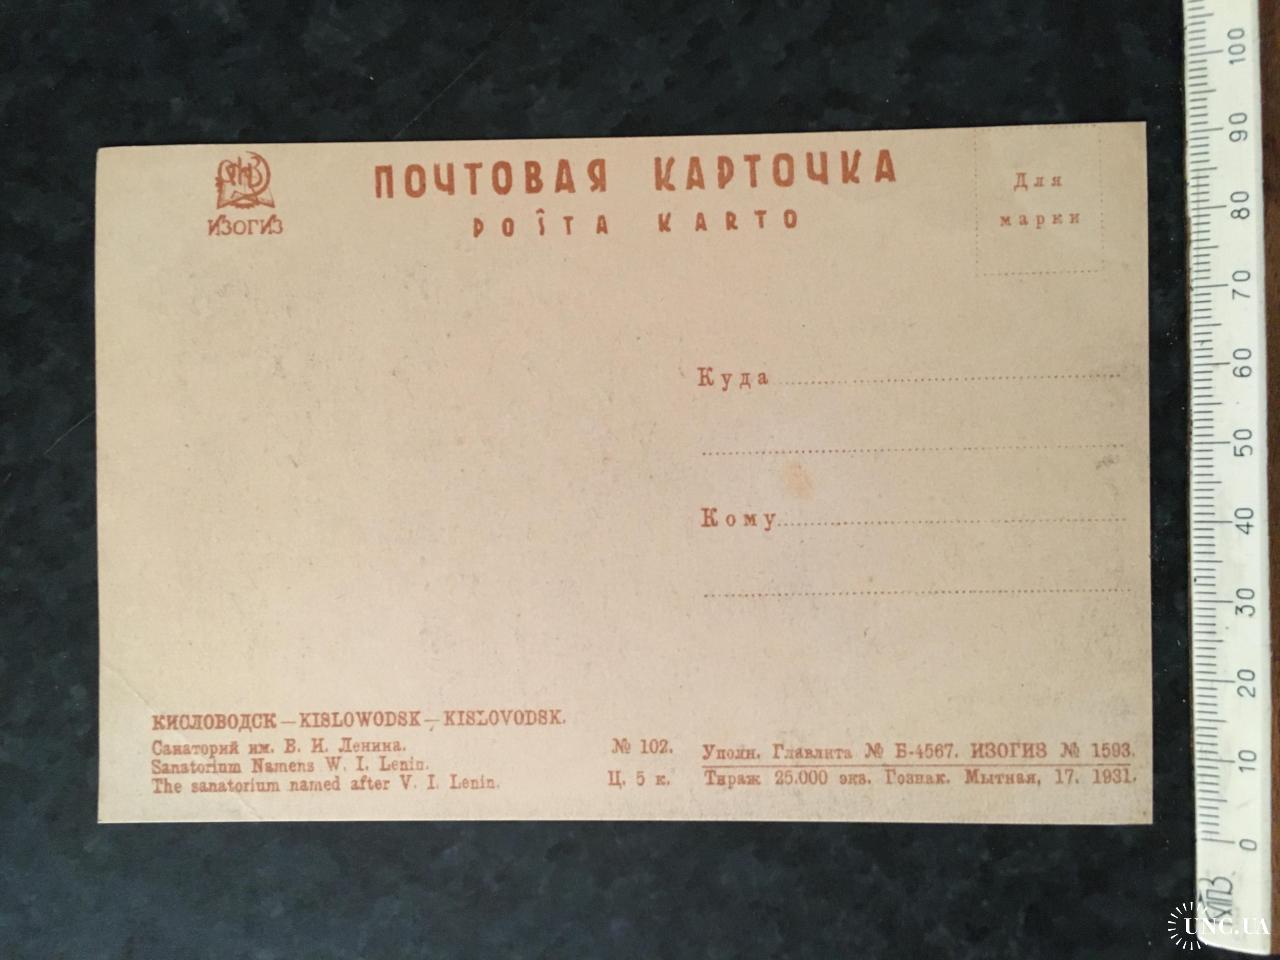 ИЗОГИЗ
ПОЧТОВАЯ КАРТОЧКА
POŜTA KARTO
Для
марки
Куда
Кому
КИСЛОВОДСК — KISLOWODSK — KISLOVODSK.
Санаторий им. В. И. Ленина.
Sanatorium Namens W. I. Lenin.
The sanatorium named after V. I. Lenin.
№ 102.
Ц. 5 к.
Уполн. Главлита № Б-4567. ИЗОГИЗ № 1593.
Тираж 25.000 экз. Гознак. Мытная, 17. 1931.
100
90
80
70
60
50
40
30
20
10
0
UNC.UA